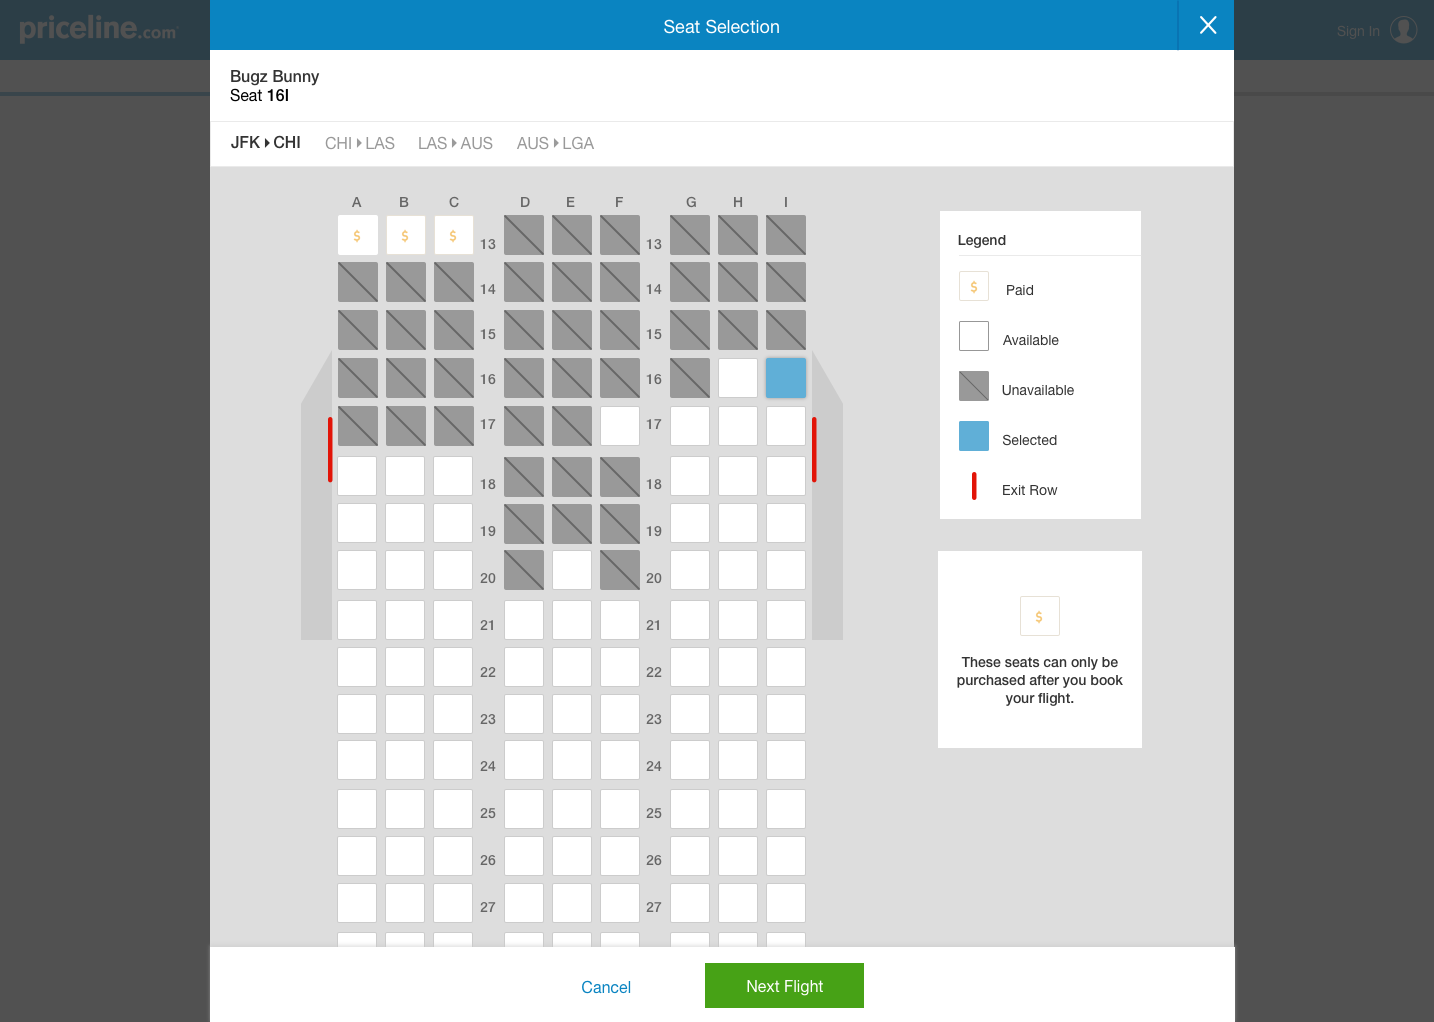 priceline.com
Seat Selection
Sign In
Bugz Bunny
Seat 16I
JFK CHI CHI LAS LAS AUS AUS LGA
A B C D E F G H I
$ $ $ 13 13
14 14
15 15
16 16
17 17
18 18
19 19
20 20
21 21
22 22
23 23
24 24
25 25
26 26
27 27
Legend
$ Paid
Available
Unavailable
Selected
Exit Row
$
These seats can only be
purchased after you book
your flight.
Cancel Next Flight